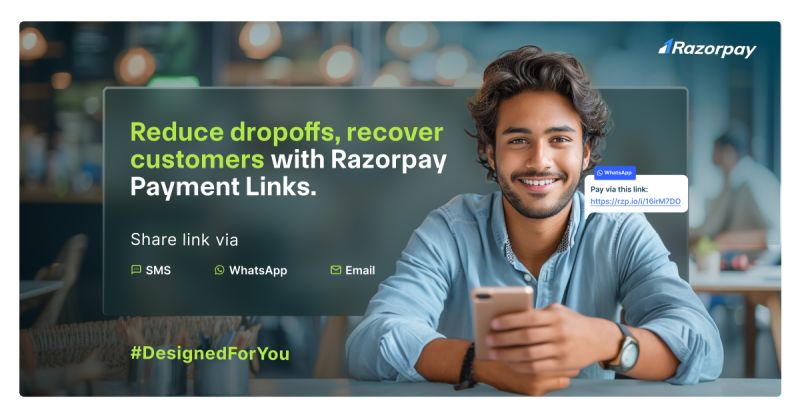 Razorpay
Reduce dropoffs, recover
customers with Razorpay
Payment Links.
WhatsApp
Pay via this link:
https://rzp.io/i/16irM7DO
Share link via
SMS
WhatsApp
Email
#DesignedForYou